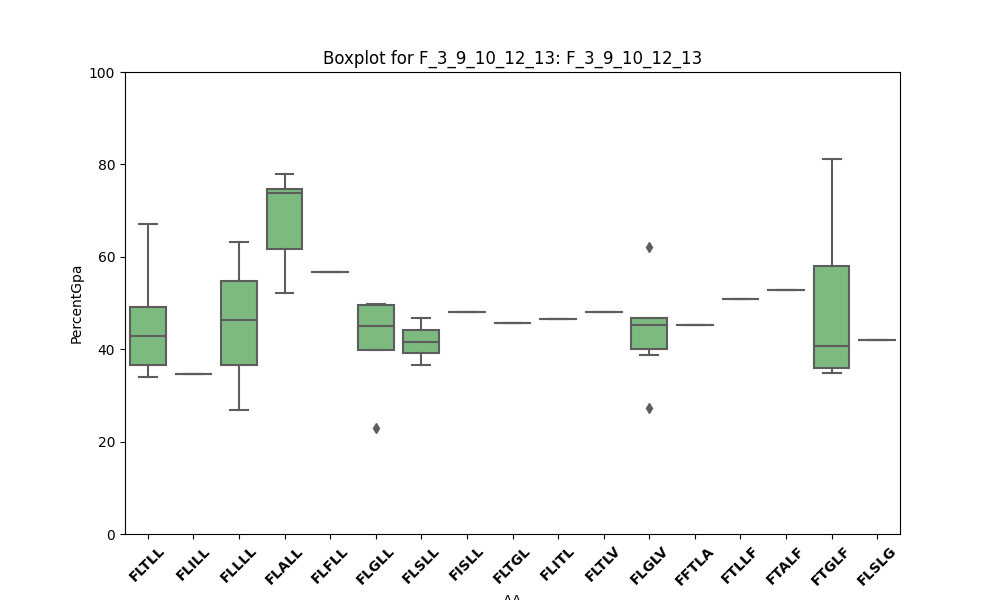 Boxplot for F_3_9_10_12_13: F_3_9_10_12_13
100
80
60
40
20
0
PercentGpa
FLTLL
FLILL
FLLLL
FLALL
FLFLL
FLGLL
FLSLL
FISLL
FLTGL
FLITL
FLTLV
FLGLV
FFTLA
FTLLF
FTALF
FTGLF
FLSLG
AA